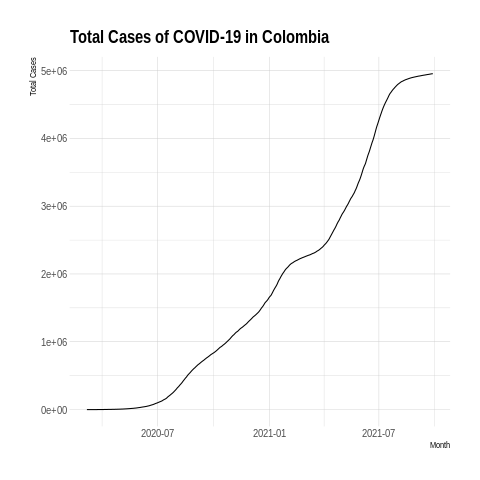 Total Cases of COVID-19 in Colombia
Total Cases
5e+06
4e+06
3e+06
2e+06
1e+06
0e+00
2020-07 2021-01 2021-07
Month